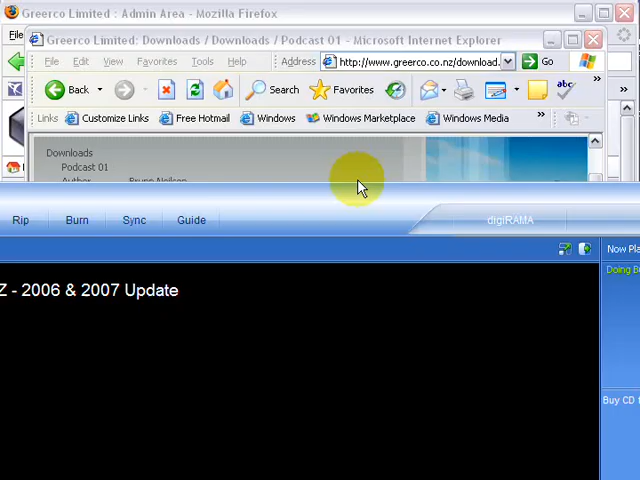 Greerco Limited : Admin Area - Mozilla Firefox
Greerco Limited: Downloads / Downloads / Podcast 01 - Microsoft Internet Explorer
File Edit View Favorites Tools Help Address http://www.greerco.co.nz/download. Go
Back Search Favorites
Links Customize Links Free Hotmail Windows Windows Marketplace Windows Media
Downloads
Podcast 01
Rip Burn Sync Guide digiRAMA
Now Pla
Doing Bu
Z - 2006 & 2007 Update
Buy CD f